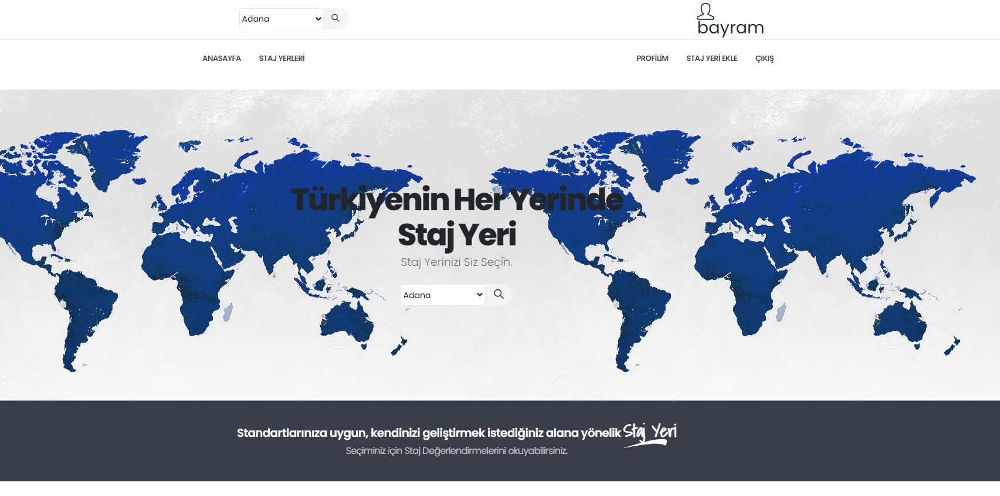 Adana
bayram
ANASAYFA STAJ YERLERİ PROFİLİM STAJ YERİ EKLE ÇIKIŞ
Türkiyenin Her Yerinde
Staj Yeri
Staj Yerinizi Siz Seçin.
Adana
Standartlarınıza uygun, kendinizi geliştirmek istediğiniz alana yönelik Staj Yeri
Seçiminiz için Staj Değerlendirmelerini okuyabilirsiniz.